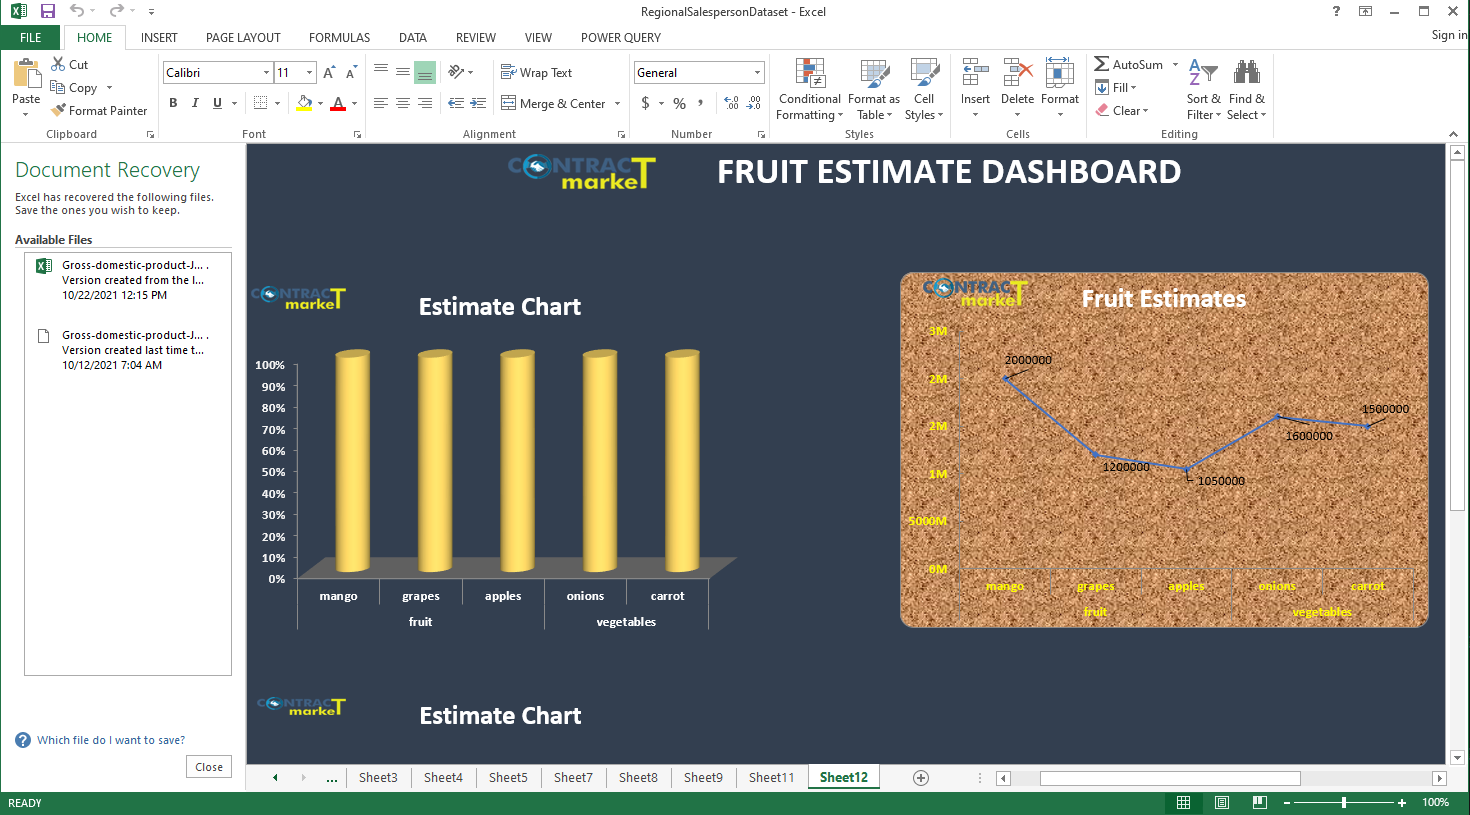 RegionalSalespersonDataset - Excel
?
FILE HOME INSERT PAGE LAYOUT FORMULAS DATA REVIEW VIEW POWER QUERY Sign in
Paste
Cut
Copy
Format Painter
Clipboard
Calibri 11
B I U
Font
Wrap Text
Merge & Center
Alignment
General
$ % ,
Number
Conditional Formatting
Format as Table
Cell Styles
Styles
Insert Delete Format
Cells
AutoSum
Fill
Clear
Sort & Filter
Find & Select
Editing
Document Recovery
Excel has recovered the following files.
Save the ones you wish to keep.
Available Files
Gross-domestic-product-J... .
Version created from the l...
10/22/2021 12:15 PM
Gross-domestic-product-J... .
Version created last time t...
10/12/2021 7:04 AM
Which file do I want to save?
Close
CONTRACT
market
FRUIT ESTIMATE DASHBOARD
CONTRACT
market
Estimate Chart
100%
90%
80%
70%
60%
50%
40%
30%
20%
10%
0%
mango grapes apples onions carrot
fruit vegetables
CONTRACT
market
Fruit Estimates
3M
2M
2M
1M
5000M
0M
2000000
1200000
1050000
1600000
1500000
mango grapes apples onions carrot
fruit vegetables
CONTRACT
market
Estimate Chart
... Sheet3 Sheet4 Sheet5 Sheet7 Sheet8 Sheet9 Sheet11 Sheet12
READY
100%